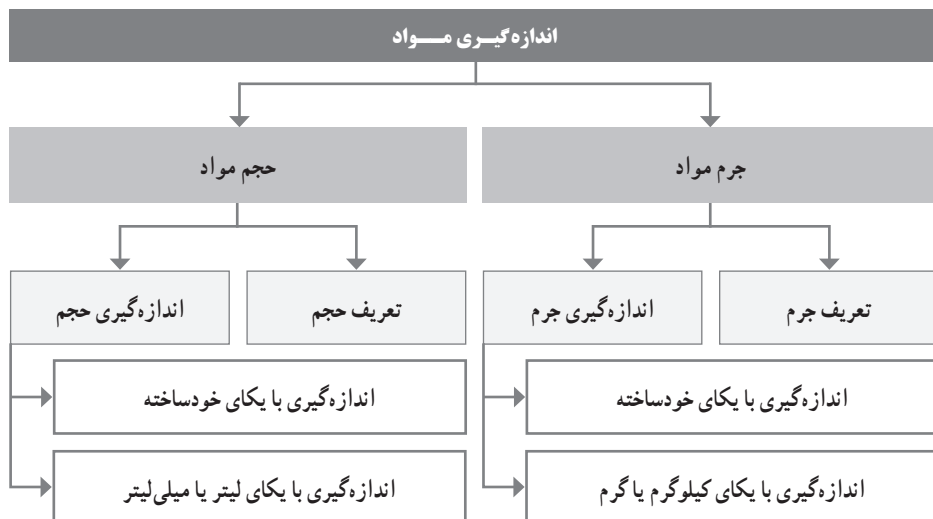 اندازه‌گیری مواد
جرم مواد
حجم مواد
تعریف جرم
اندازه‌گیری جرم
تعریف حجم
اندازه‌گیری حجم
اندازه‌گیری با یکای خودساخته
اندازه‌گیری با یکای خودساخته
اندازه‌گیری با یکای کیلوگرم یا گرم
اندازه‌گیری با یکای لیتر یا میلی‌لیتر